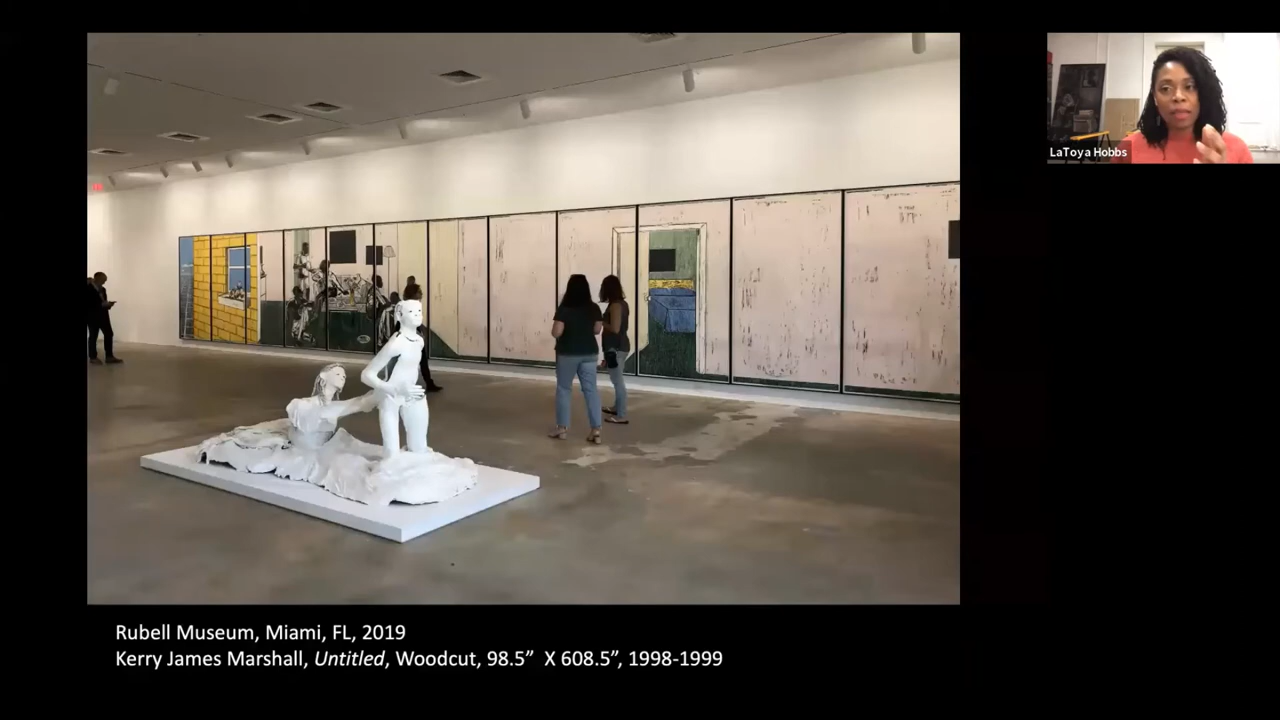 LaToya Hobbs
Rubell Museum, Miami, FL, 2019
Kerry James Marshall, Untitled, Woodcut, 98.5” X 608.5”, 1998-1999